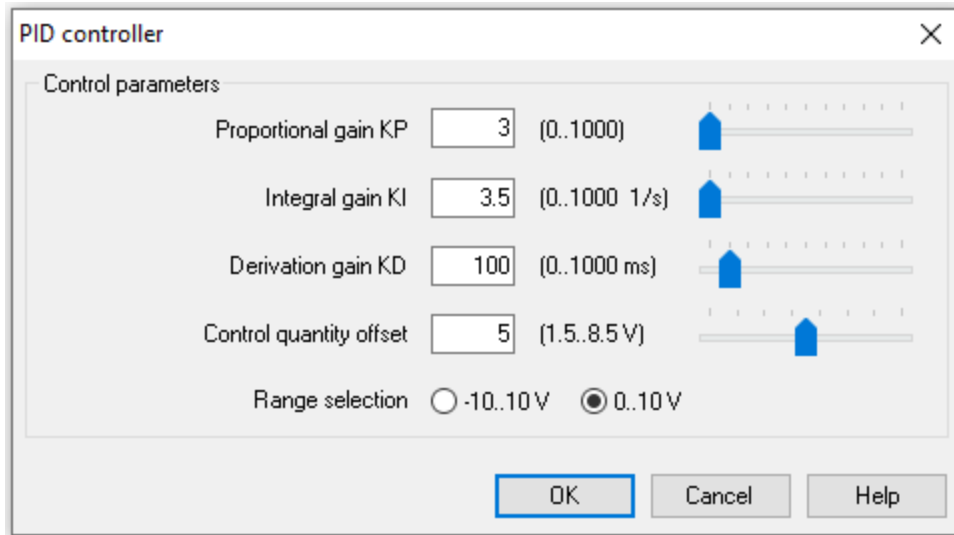 PID controller
Control parameters
Proportional gain KP 3 (0..1000)
Integral gain KI 3.5 (0..1000 1/s)
Derivation gain KD 100 (0..1000 ms)
Control quantity offset 5 (1.5..8.5 V)
Range selection -10..10 V 0..10 V
OK Cancel Help